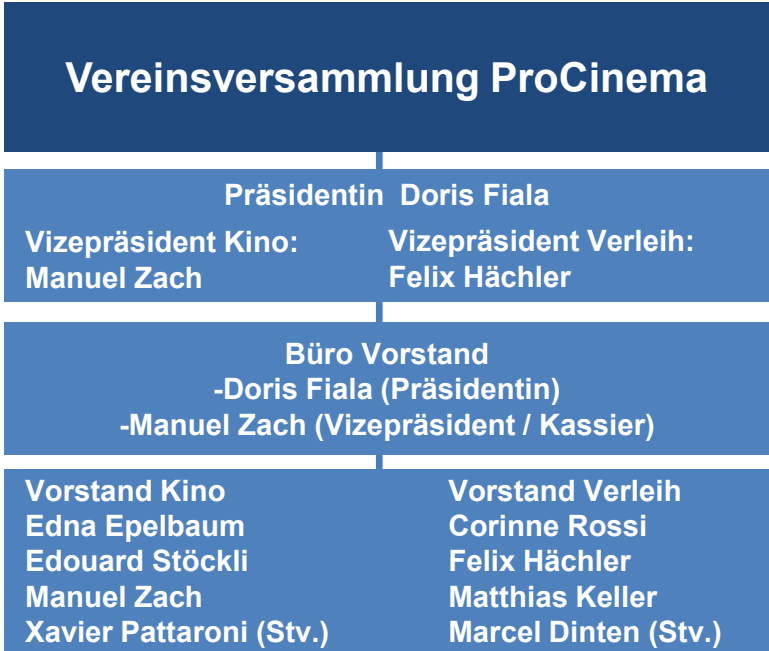 Vereinsversammlung ProCinema
Präsidentin Doris Fiala
Vizepräsident Kino:
Manuel Zach
Vizepräsident Verleih:
Felix Hächler
Büro Vorstand
-Doris Fiala (Präsidentin)
-Manuel Zach (Vizepräsident / Kassier)
Vorstand Kino
Edna Epelbaum
Edouard Stöckli
Manuel Zach
Xavier Pattaroni (Stv.)
Vorstand Verleih
Corinne Rossi
Felix Hächler
Matthias Keller
Marcel Dinten (Stv.)